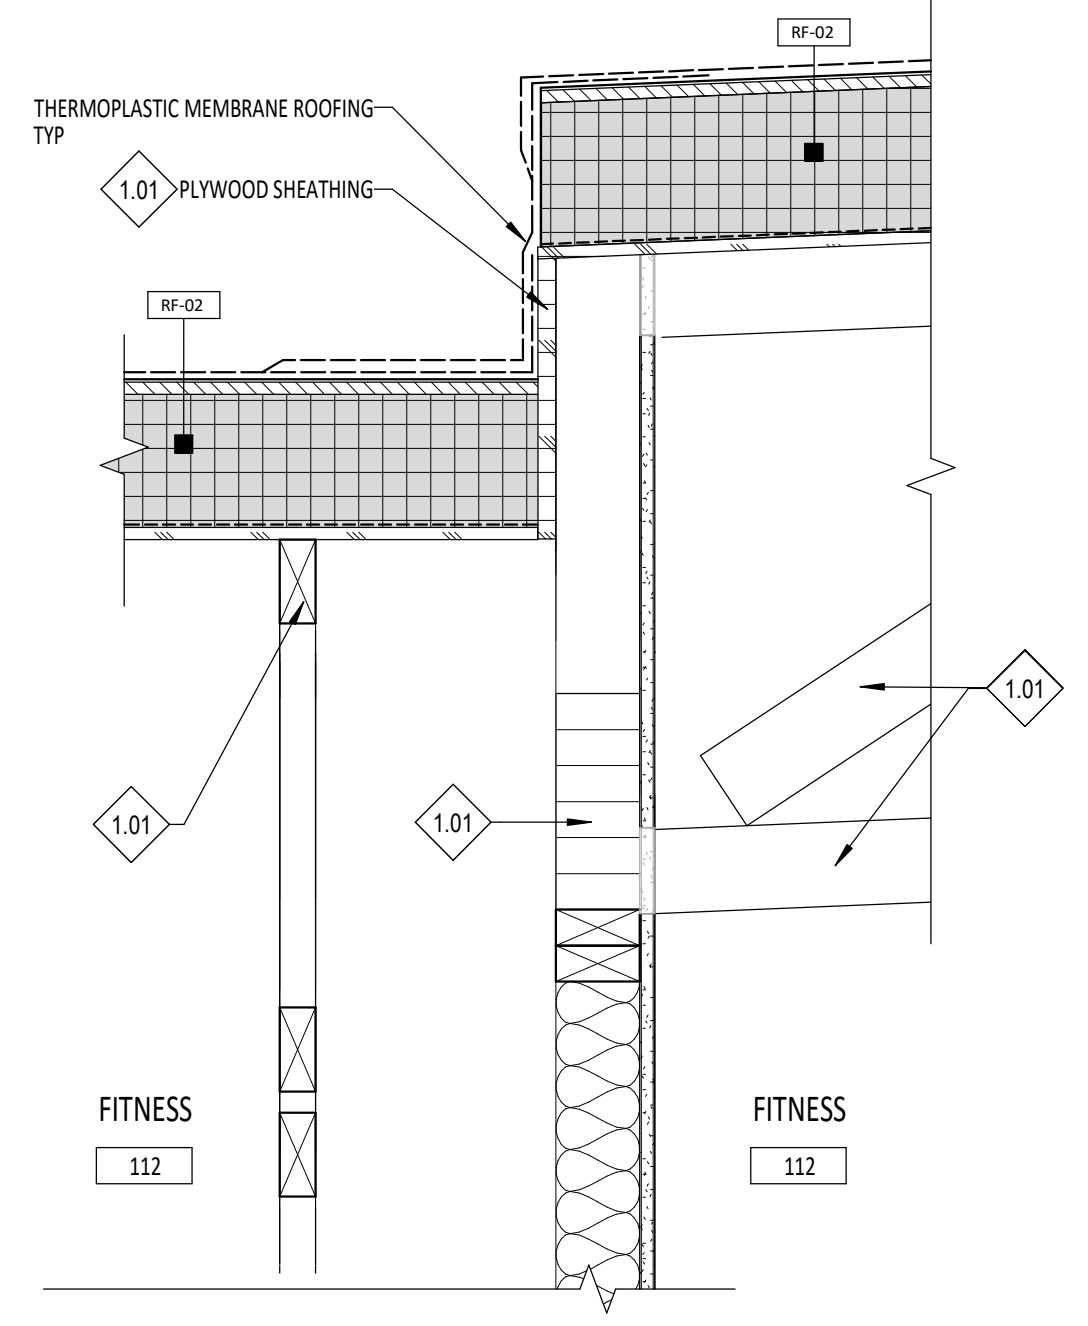 RF-02
THERMOPLASTIC MEMBRANE ROOFING
TYP
1.01 PLYWOOD SHEATHING
RF-02
1.01
1.01
1.01
FITNESS
112
FITNESS
112